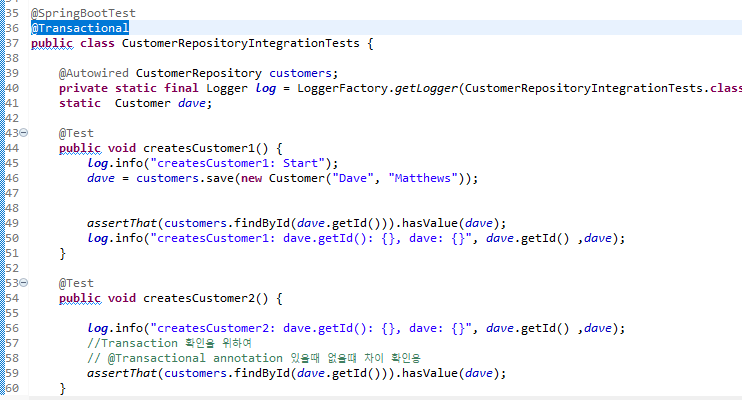 35 @SpringBootTest
36 @Transactional
37 public class CustomerRepositoryIntegrationTests {
38
39 @Autowired CustomerRepository customers;
40 private static final Logger log = LoggerFactory.getLogger(CustomerRepositoryIntegrationTests.class
41 static  Customer dave;
42
43 @Test
44 public void createsCustomer1() {
45 log.info("createsCustomer1: Start");
46 dave = customers.save(new Customer("Dave", "Matthews"));
47
48
49 assertThat(customers.findById(dave.getId())).hasValue(dave);
50 log.info("createsCustomer1: dave.getId(): {}, dave: {}", dave.getId() ,dave);
51 }
52
53 @Test
54 public void createsCustomer2() {
55
56 log.info("createsCustomer2: dave.getId(): {}, dave: {}", dave.getId() ,dave);
57 //Transaction 확인을 위하여
58 // @Transactional annotation 있을때 없을떄 차이 확인용
59 assertThat(customers.findById(dave.getId())).hasValue(dave);
60 }